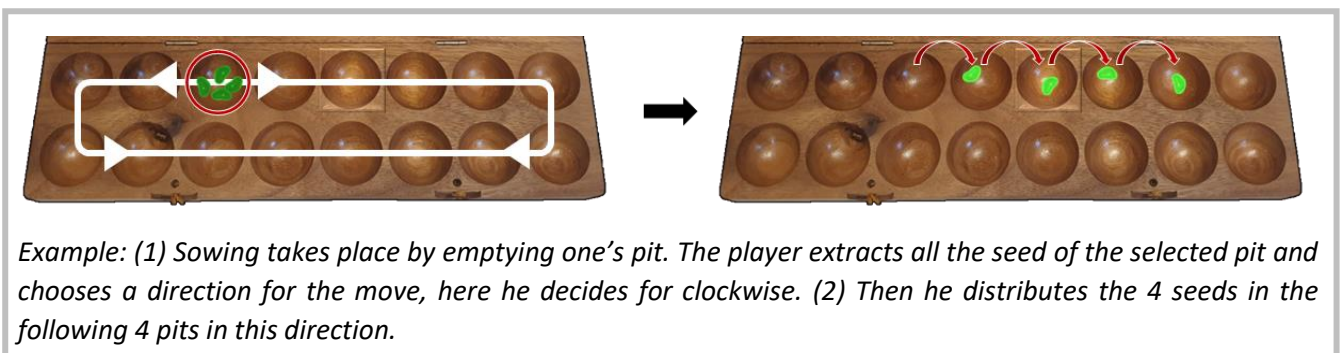 Example: (1) Sowing takes place by emptying one’s pit. The player extracts all the seed of the selected pit and
chooses a direction for the move, here he decides for clockwise. (2) Then he distributes the 4 seeds in the
following 4 pits in this direction.